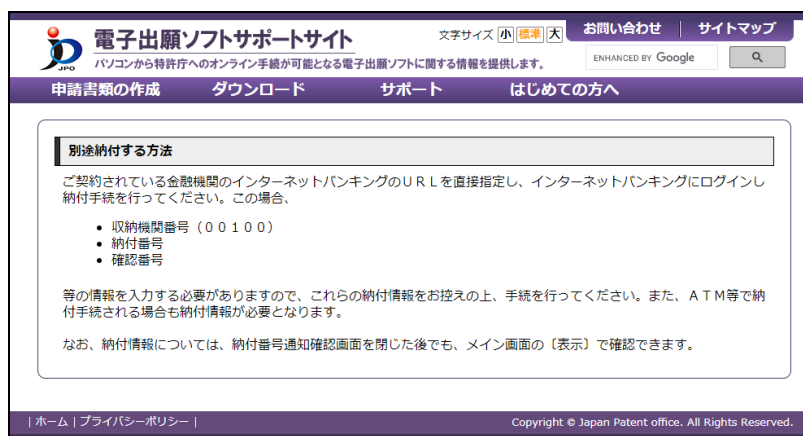 JPO
電子出願ソフトサポートサイト
パソコンから特許庁へのオンライン手続が可能となる電子出願ソフトに関する情報を提供します。
文字サイズ 小 標準 大
お問い合わせ | サイトマップ
ENHANCED BY Google
申請書類の作成 ダウンロード サポート はじめての方へ
別途納付する方法
ご契約されている金融機関のインターネットバンキングのＵＲＬを直接指定し、インターネットバンキングにログインし
納付手続を行ってください。この場合、
• 収納機関番号（００１００）
• 納付番号
• 確認番号
等の情報を入力する必要がありますので、これらの納付情報をお控えの上、手続を行ってください。また、ＡＴＭ等で納
付手続される場合も納付情報が必要となります。
なお、納付情報については、納付番号通知確認画面を閉じた後でも、メイン画面の〔表示〕で確認できます。
| ホーム | プライバシーポリシー |
Copyright © Japan Patent office. All Rights Reserved.